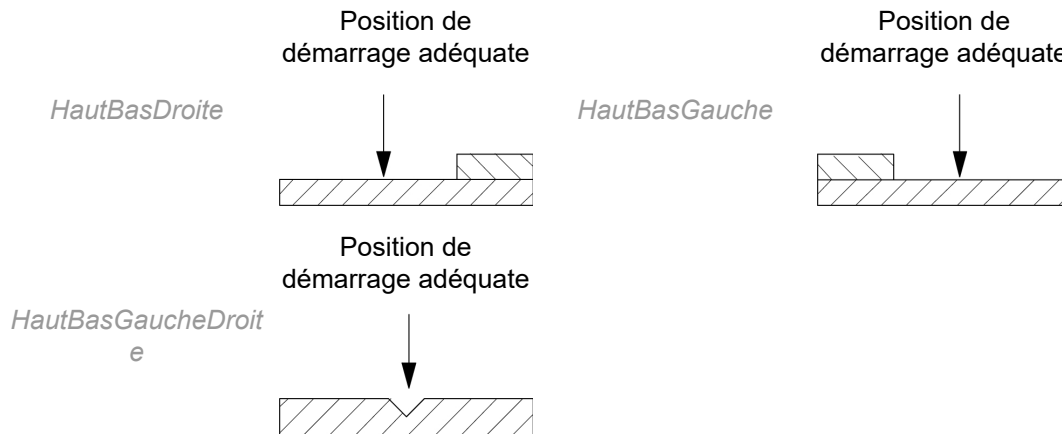 Position de
démarrage adéquate
HautBasDroite
Position de
démarrage adéquate
HautBasGauche
Position de
démarrage adéquate
HautBasGaucheDroit
e